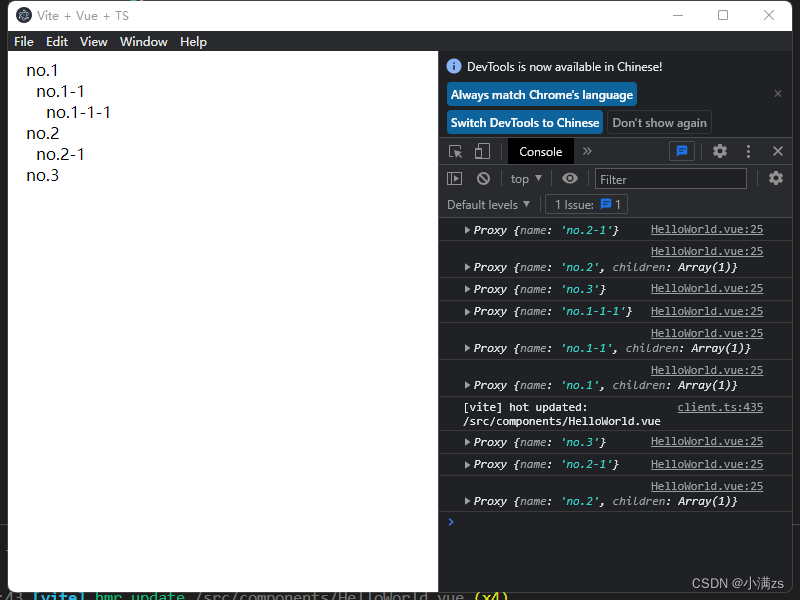 Vite + Vue + TS
File Edit View Window Help
no.1
no.1-1
no.1-1-1
no.2
no.2-1
no.3
DevTools is now available in Chinese!
Always match Chrome's language
Switch DevTools to Chinese Don't show again
Console
top Filter
Default levels 1 Issue: 1
Proxy {name: 'no.2-1'} HelloWorld.vue:25
HelloWorld.vue:25
Proxy {name: 'no.2', children: Array(1)}
Proxy {name: 'no.3'} HelloWorld.vue:25
Proxy {name: 'no.1-1-1'} HelloWorld.vue:25
HelloWorld.vue:25
Proxy {name: 'no.1-1', children: Array(1)}
HelloWorld.vue:25
Proxy {name: 'no.1', children: Array(1)}
[vite] hot updated: client.ts:435
/src/components/HelloWorld.vue
Proxy {name: 'no.3'} HelloWorld.vue:25
Proxy {name: 'no.2-1'} HelloWorld.vue:25
HelloWorld.vue:25
Proxy {name: 'no.2', children: Array(1)}
CSDN @小满zs
:43 [vite] hmr update /src/components/HelloWorld.vue (x4)